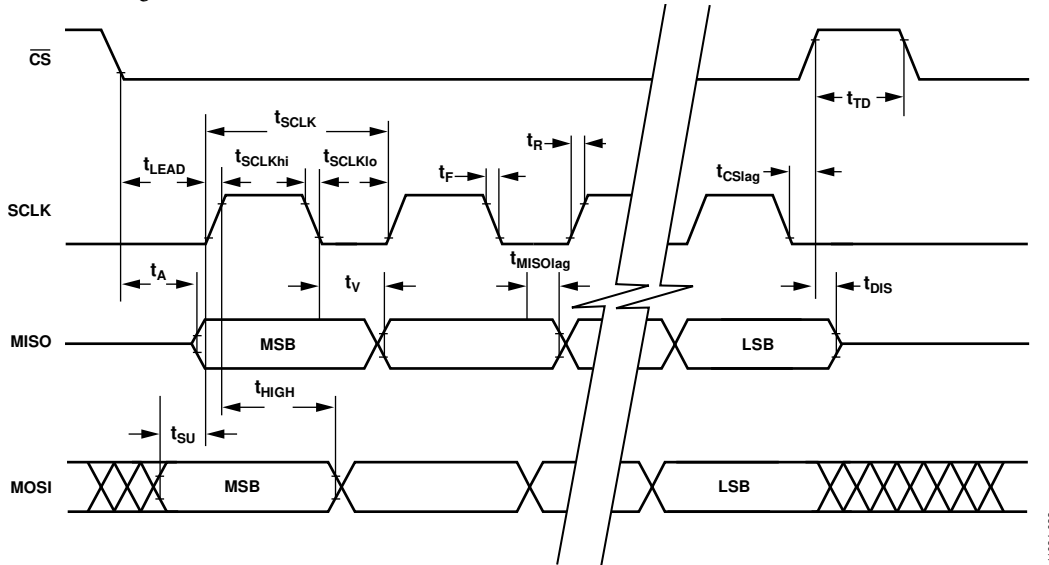 CS
tTD
tSCLK
tLEAD
tSCLKhi
tSCLKlo
tF
tR
tCSlag
SCLK
tA
tV
tMISOlag
tDIS
MISO
MSB
LSB
tHIGH
tSU
MOSI
MSB
LSB